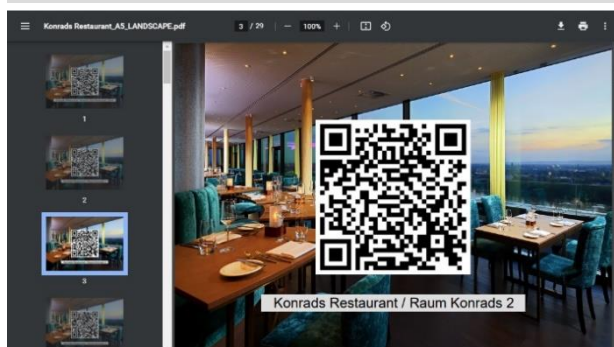 Konrads Restaurant_A5_LANDSCAPE.pdf
3 / 29
100%
1
2
3
Konrads Restaurant / Raum Konrads 2